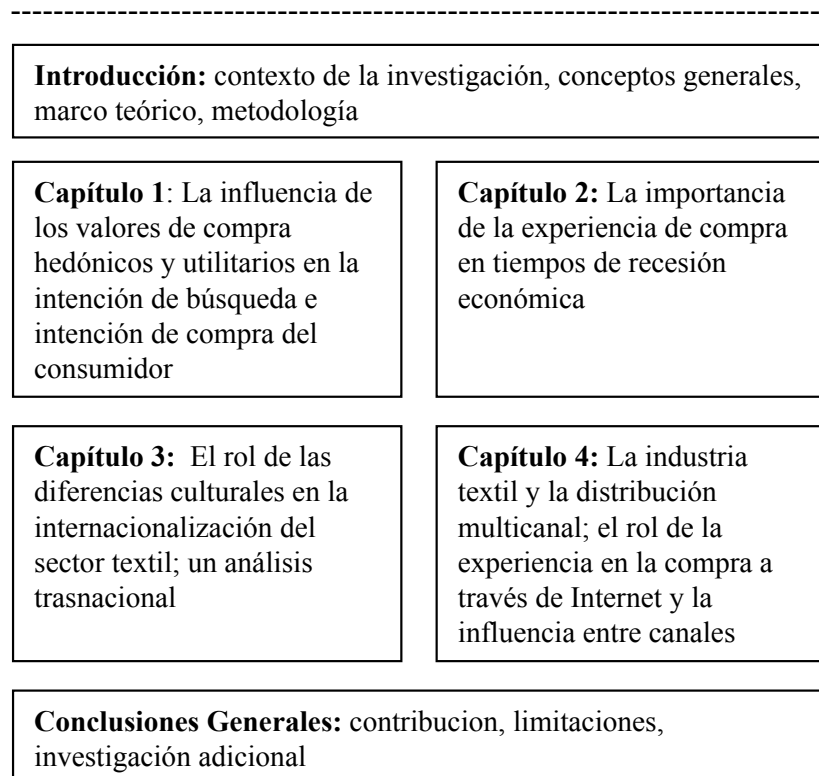 Introducción: contexto de la investigación, conceptos generales,
marco teórico, metodología
Capítulo 1: La influencia de
los valores de compra
hedónicos y utilitarios en la
intención de búsqueda e
intención de compra del
consumidor
Capítulo 2: La importancia
de la experiencia de compra
en tiempos de recesión
económica
Capítulo 3: El rol de las
diferencias culturales en la
internacionalización del
sector textil; un análisis
trasnacional
Capítulo 4: La industria
textil y la distribución
multicanal; el rol de la
experiencia en la compra a
través de Internet y la
influencia entre canales
Conclusiones Generales: contribucion, limitaciones,
investigación adicional